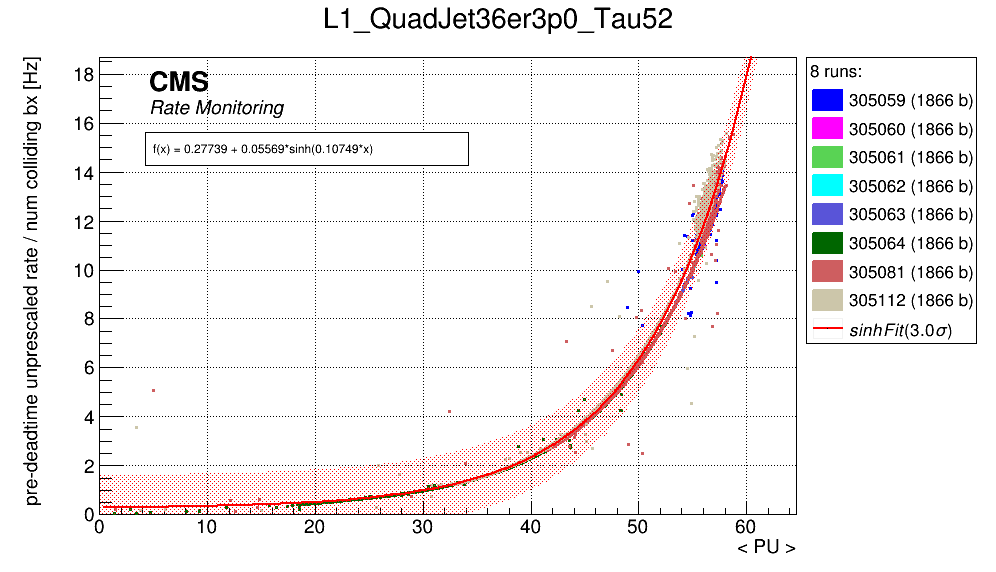 L1_QuadJet36er3p0_Tau52
pre-deadtime unprescaled rate / num colliding bx [Hz]
CMS
Rate Monitoring
f(x) = 0.27739 + 0.05569*sinh(0.10749*x)
18
16
14
12
10
8
6
4
2
0
0 10 20 30 40 50 60
< PU >
8 runs:
305059 (1866 b)
305060 (1866 b)
305061 (1866 b)
305062 (1866 b)
305063 (1866 b)
305064 (1866 b)
305081 (1866 b)
305112 (1866 b)
sinhFit(3.0σ)